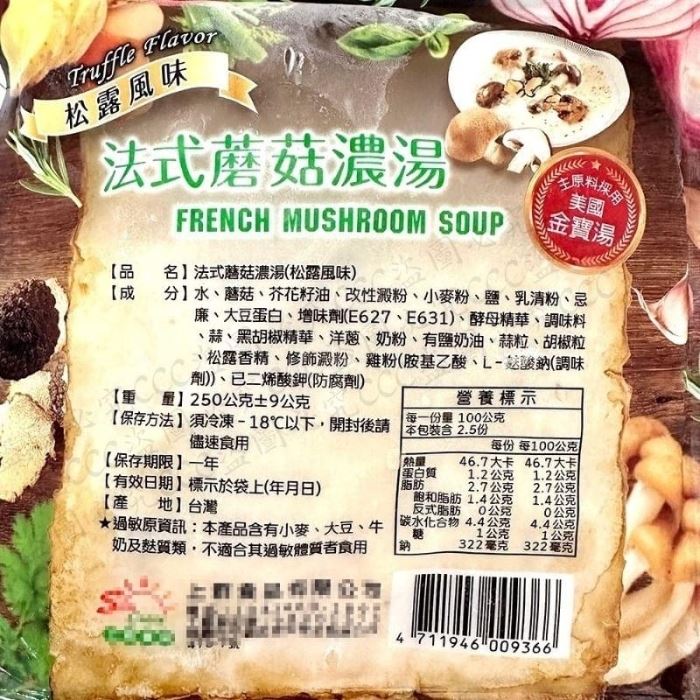 Truffle Flavor
松露風味
法式蘑菇濃湯
FRENCH MUSHROOM SOUP
主原料採用
美國
金寶湯
【品　　名】法式蘑菇濃湯(松露風味)
【成　　分】水、蘑菇、芥花籽油、改性澱粉、小麥粉、鹽、乳清粉、忌
廉、大豆蛋白、增味劑(E627、E631)、酵母精華、調味料
、蒜、黑胡椒精華、洋蔥、奶粉、有鹽奶油、蒜粒、胡椒粒
、松露香精、修飾澱粉、雞粉(胺基乙酸、L-麩酸鈉(調味
劑))、已二烯酸鉀(防腐劑)
【重　　量】250公克±9公克
【保存方法】須冷凍-18℃以下，開封後請
儘速食用
【保存期限】一年
【有效日期】標示於袋上(年月日)
【產　　地】台灣
★過敏原資訊：本產品含有小麥、大豆、牛
奶及麩質類，不適合其過敏體質者食用
營養標示
每一份量 100公克
本包裝含 2.5份
每份 每100公克
熱量 46.7大卡 46.7大卡
蛋白質 1.2公克 1.2公克
脂肪 2.7公克 2.7公克
飽和脂肪 1.4公克 1.4公克
反式脂肪 0公克 0公克
碳水化合物 4.4公克 4.4公克
糖 1公克 1公克
鈉 322毫克 322毫克
4 711946 009366